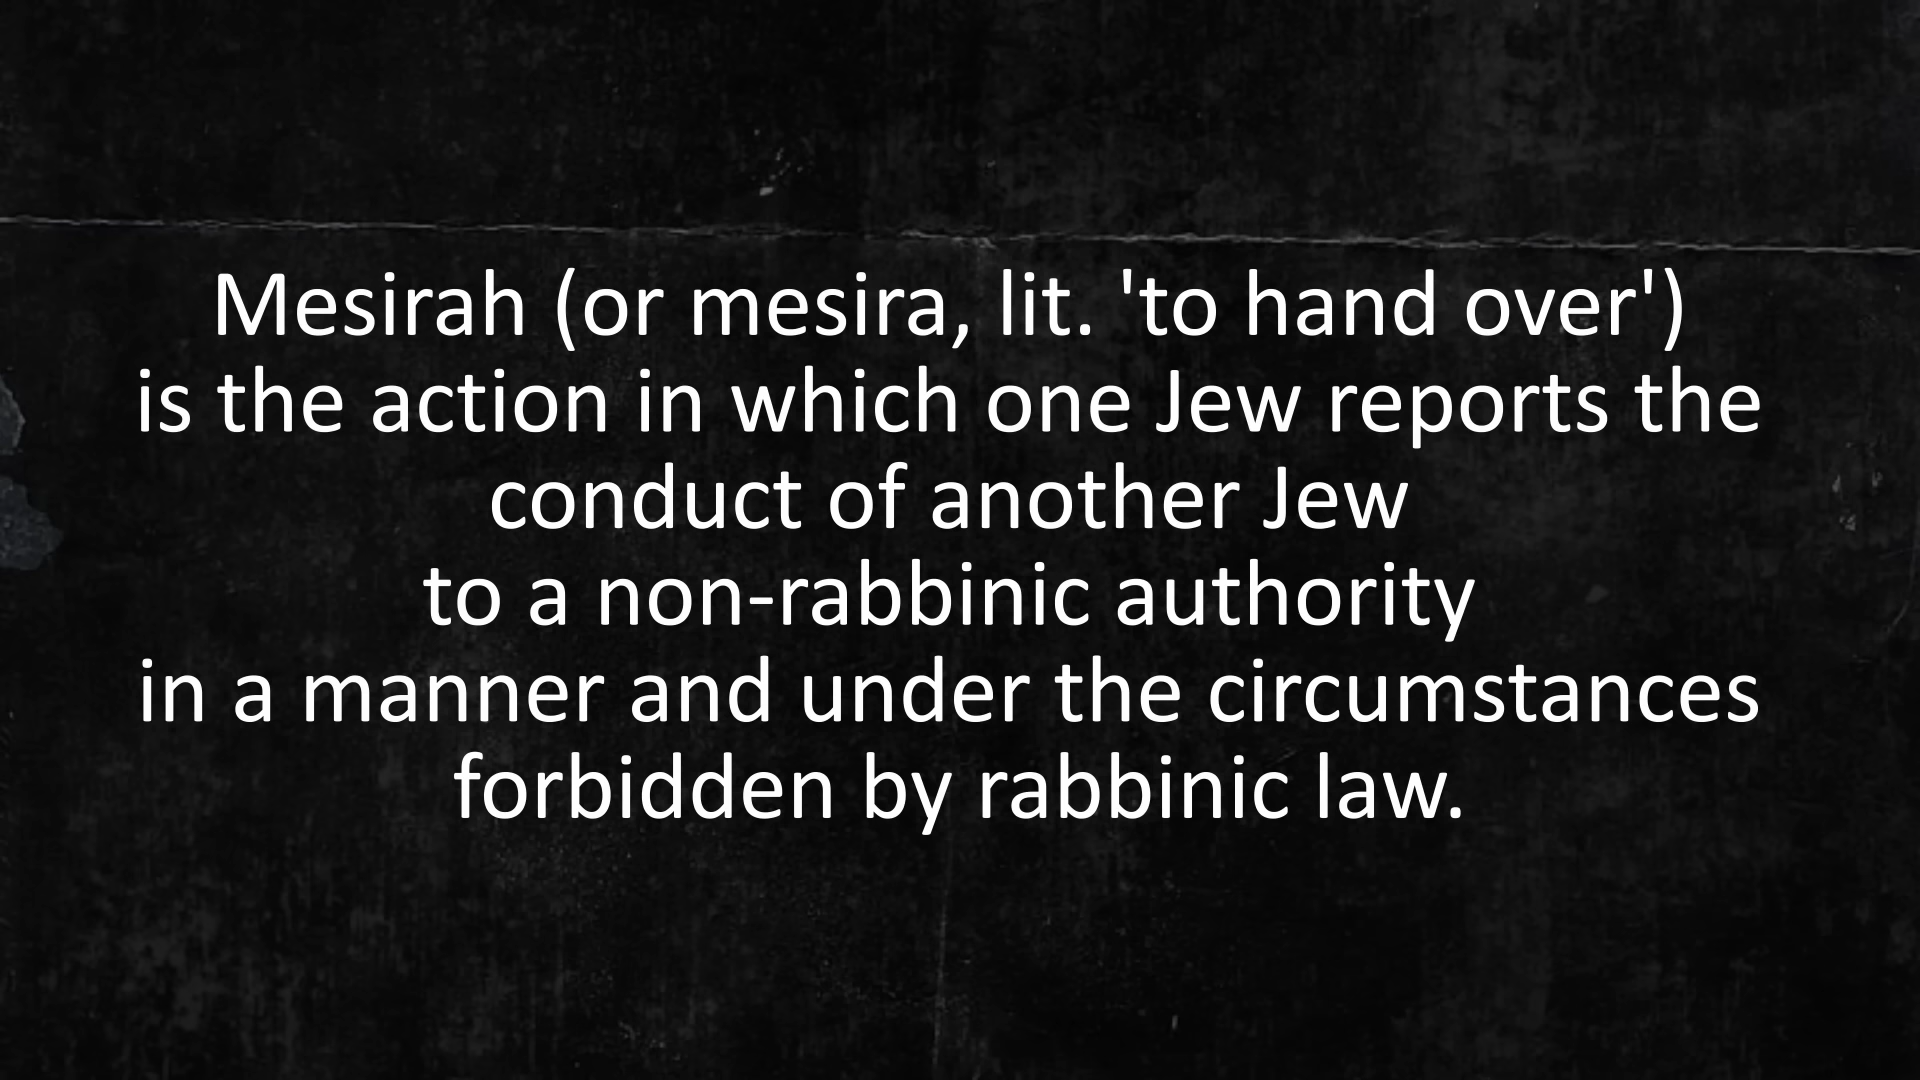 Mesirah (or mesira, lit. 'to hand over')
is the action in which one Jew reports the
conduct of another Jew
to a non-rabbinic authority
in a manner and under the circumstances
forbidden by rabbinic law.